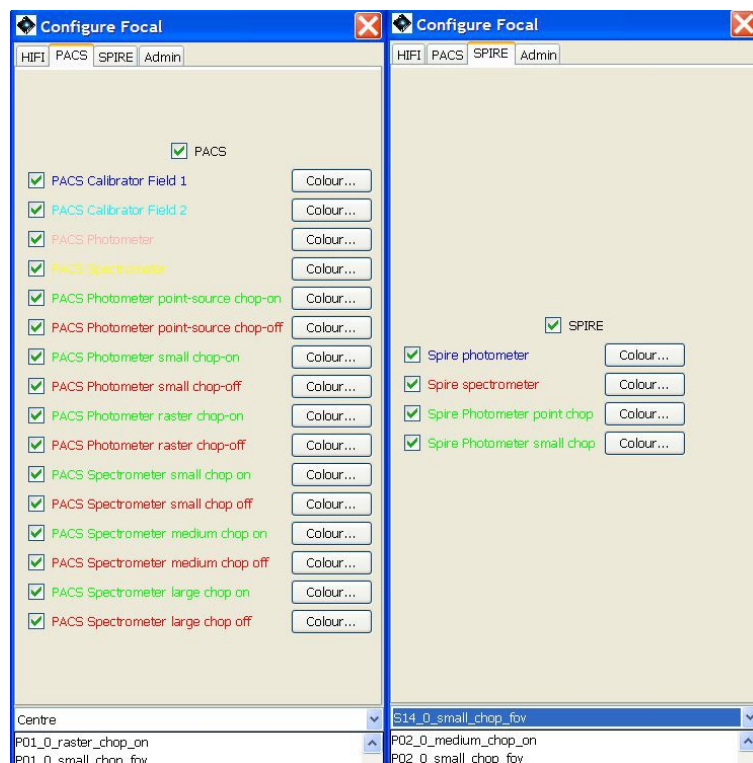 Configure Focal
HIFI PACS SPIRE Admin
PACS
PACS Calibrator Field 1 Colour...
PACS Calibrator Field 2 Colour...
PACS Photometer Colour...
PACS Spectrometer Colour...
PACS Photometer point-source chop-on Colour...
PACS Photometer point-source chop-off Colour...
PACS Photometer small chop-on Colour...
PACS Photometer small chop-off Colour...
PACS Photometer raster chop-on Colour...
PACS Photometer raster chop-off Colour...
PACS Spectrometer small chop on Colour...
PACS Spectrometer small chop off Colour...
PACS Spectrometer medium chop on Colour...
PACS Spectrometer medium chop off Colour...
PACS Spectrometer large chop on Colour...
PACS Spectrometer large chop off Colour...
Centre
P01_0_raster_chop_on
P01_0_small_chop_fov
Configure Focal
HIFI PACS SPIRE Admin
SPIRE
Spire photometer Colour...
Spire spectrometer Colour...
Spire Photometer point chop Colour...
Spire Photometer small chop Colour...
S14_0_small_chop_fov
P02_0_medium_chop_on
P02_0_small_chop_fov